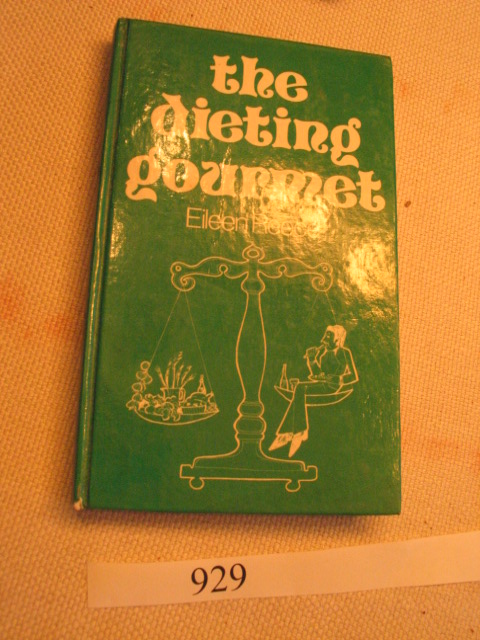 the
dieting
gourmet
Eileen
929